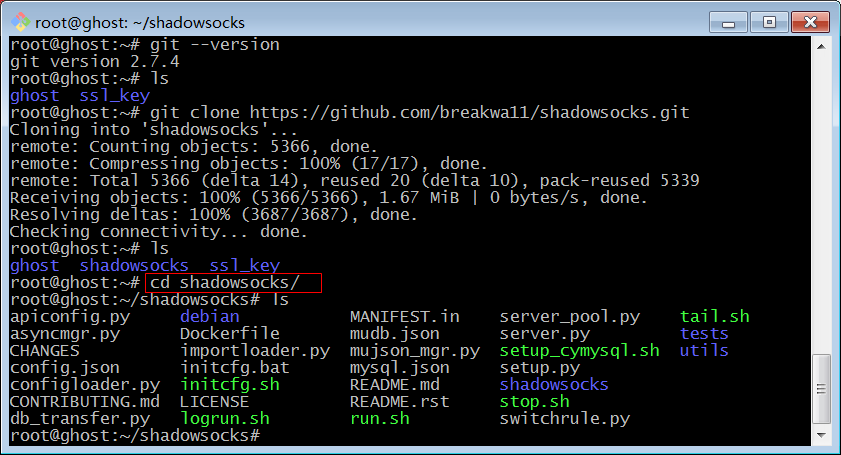 root@ghost: ~/shadowsocks
root@ghost:~# git --version
git version 2.7.4
root@ghost:~# ls
ghost  ssl_key
root@ghost:~# git clone https://github.com/breakwa11/shadowsocks.git
Cloning into 'shadowsocks'...
remote: Counting objects: 5366, done.
remote: Compressing objects: 100% (17/17), done.
remote: Total 5366 (delta 14), reused 20 (delta 10), pack-reused 5339
Receiving objects: 100% (5366/5366), 1.67 MiB | 0 bytes/s, done.
Resolving deltas: 100% (3687/3687), done.
Checking connectivity... done.
root@ghost:~# ls
ghost  shadowsocks  ssl_key
root@ghost:~# cd shadowsocks/
root@ghost:~/shadowsocks# ls
apiconfig.py     debian           MANIFEST.in    server_pool.py    tail.sh
asyncmgr.py      Dockerfile       mudb.json      server.py         tests
CHANGES          importloader.py  mujson_mgr.py  setup_cymysql.sh  utils
config.json      initcfg.bat      mysql.json     setup.py
configloader.py  initcfg.sh       README.md      shadowsocks
CONTRIBUTING.md  LICENSE          README.rst     stop.sh
db_transfer.py   logrun.sh        run.sh         switchrule.py
root@ghost:~/shadowsocks#